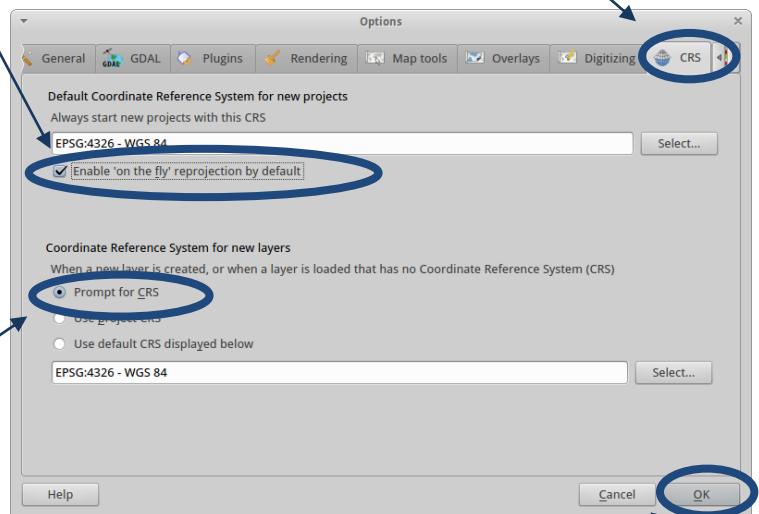 Options
General GDAL Plugins Rendering Map tools Overlays Digitizing CRS
Default Coordinate Reference System for new projects
Always start new projects with this CRS
EPSG:4326 - WGS 84 Select...
Enable 'on the fly' reprojection by default
Coordinate Reference System for new layers
When a new layer is created, or when a layer is loaded that has no Coordinate Reference System (CRS)
Prompt for CRS
Use project CRS
Use default CRS displayed below
EPSG:4326 - WGS 84 Select...
Help Cancel OK